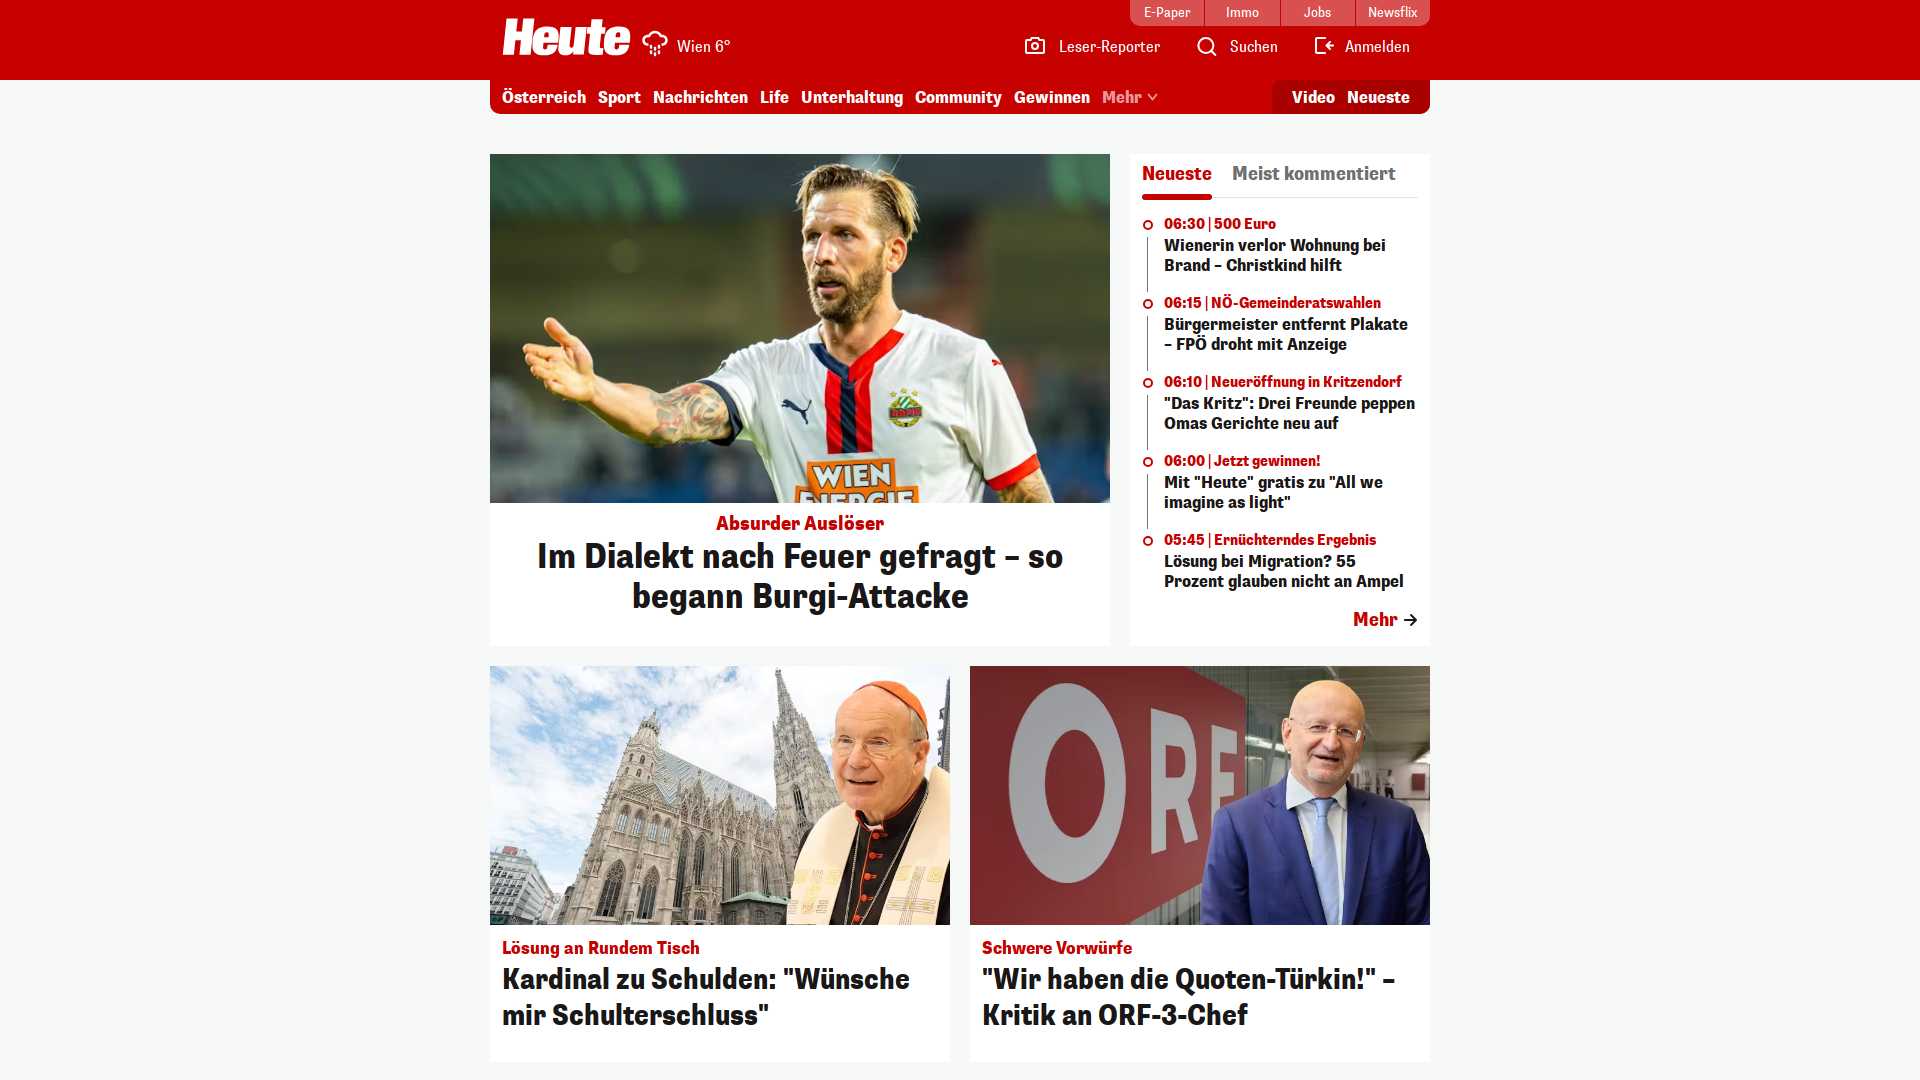 E-Paper
Immo
Jobs
Newsflix
Heute
Wien 6°
Leser-Reporter
Suchen
Anmelden
Österreich Sport Nachrichten Life Unterhaltung Community Gewinnen Mehr
Video Neueste
WIEN
ENERGIE
Absurder Auslöser
Im Dialekt nach Feuer gefragt – so
begann Burgi-Attacke
Neueste
Meist kommentiert
06:30 | 500 Euro
Wienerin verlor Wohnung bei
Brand – Christkind hilft
06:15 | NÖ-Gemeinderatswahlen
Bürgermeister entfernt Plakate
– FPÖ droht mit Anzeige
06:10 | Neueröffnung in Kritzendorf
"Das Kritz": Drei Freunde peppen
Omas Gerichte neu auf
06:00 | Jetzt gewinnen!
Mit "Heute" gratis zu "All we
imagine as light"
05:45 | Ernüchterndes Ergebnis
Lösung bei Migration? 55
Prozent glauben nicht an Ampel
Mehr
Lösung an Rundem Tisch
Kardinal zu Schulden: "Wünsche
mir Schulterschluss"
ORF
Schwere Vorwürfe
"Wir haben die Quoten-Türkin!" –
Kritik an ORF-3-Chef